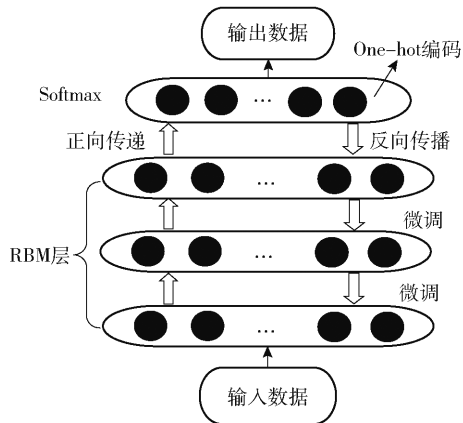 输出数据
One-hot编码
Softmax
...
正向传递
反向传播
...
微调
RBM层
...
微调
...
输入数据